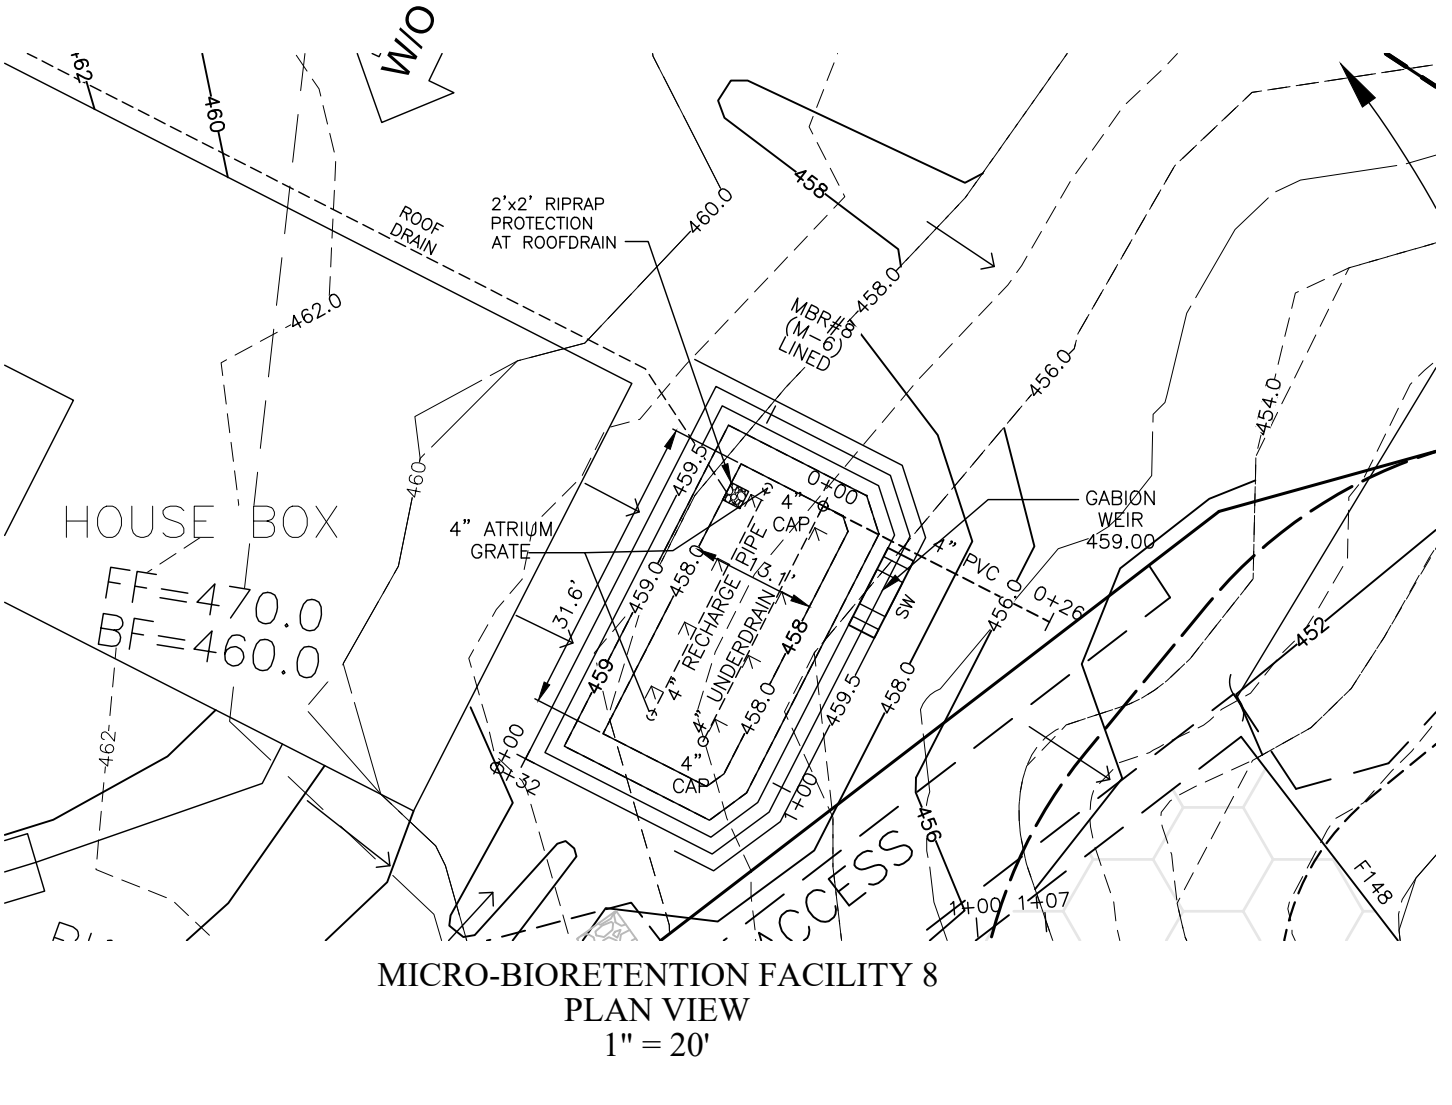 W/O
462
460
2'x2' RIPRAP
PROTECTION
AT ROOFDRAIN
ROOF
DRAIN
460.0
458
462.0
458.0
MBR#8
(M-6)
LINED
456.0
454.0
460
459.5
0+00
4"
CAP
GABION
WEIR
459.00
HOUSE BOX
FF=470.0
BF=460.0
4" ATRIUM
GRATE
4" PVC
0+26
13.1'
31.6'
459.0
458.0
4" RECHARGE PIPE
4" UNDERDRAIN
SW
456.0
452
459
458
458.0
459.5
458.0
462
0+00
0+32
4"
CAP
1+00
456
ACCESS
F148
1+00
1+07
MICRO-BIORETENTION FACILITY 8
PLAN VIEW
1" = 20'